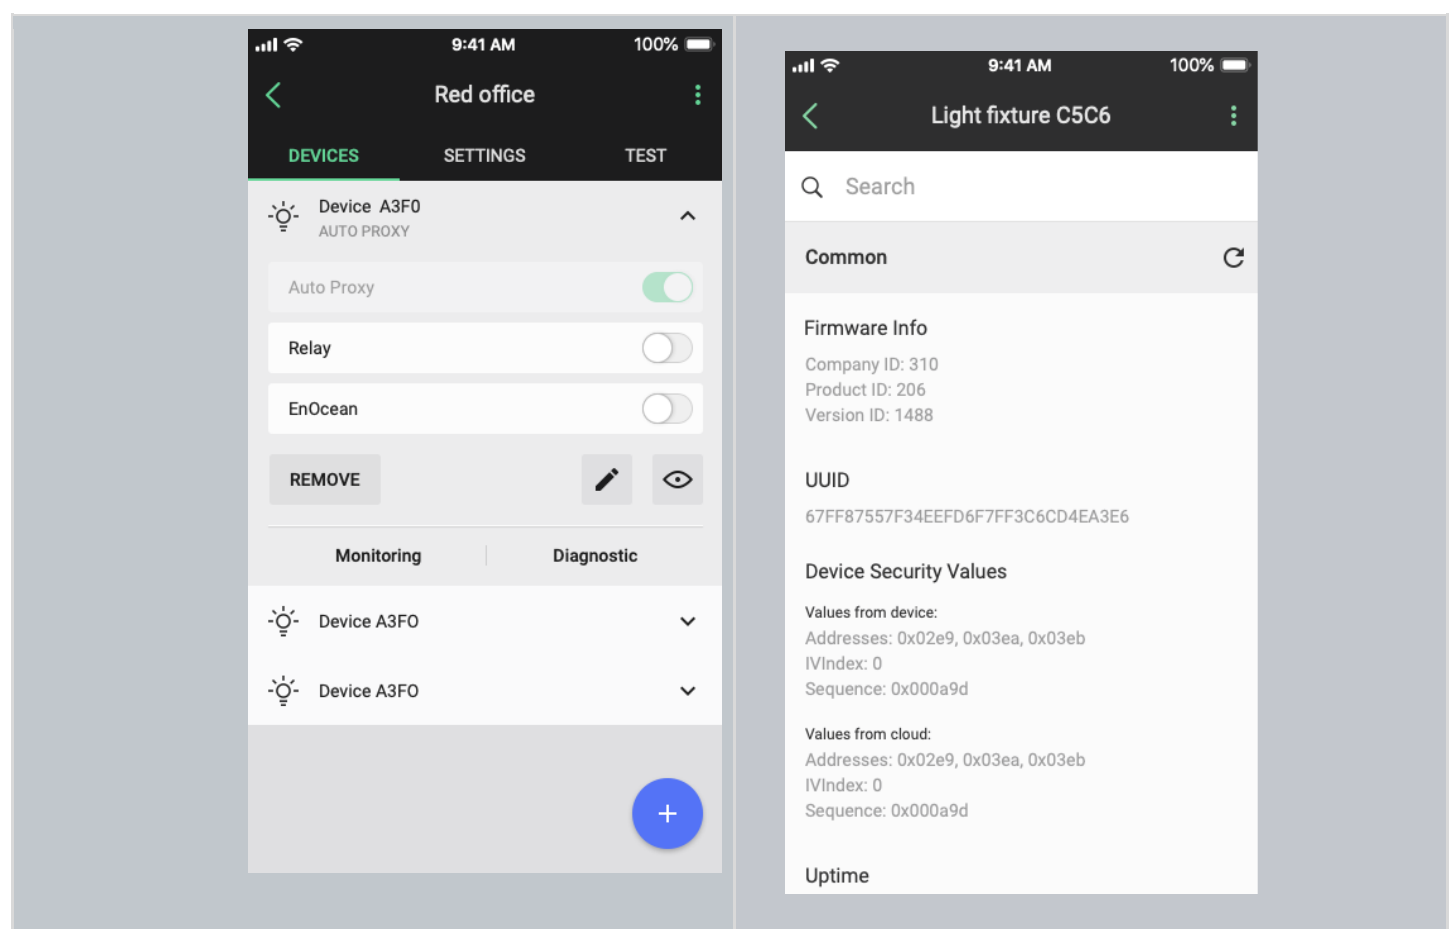 9:41 AM
100%
Red office
DEVICES
SETTINGS
TEST
Device A3F0
AUTO PROXY
Auto Proxy
Relay
EnOcean
REMOVE
Monitoring
Diagnostic
Device A3FO
Device A3FO
+
9:41 AM
100%
Light fixture C5C6
Search
Common
Firmware Info
Company ID: 310
Product ID: 206
Version ID: 1488
UUID
67FF87557F34EEFD6F7FF3C6CD4EA3E6
Device Security Values
Values from device:
Addresses: 0x02e9, 0x03ea, 0x03eb
IVIndex: 0
Sequence: 0x000a9d
Values from cloud:
Addresses: 0x02e9, 0x03ea, 0x03eb
IVIndex: 0
Sequence: 0x000a9d
Uptime